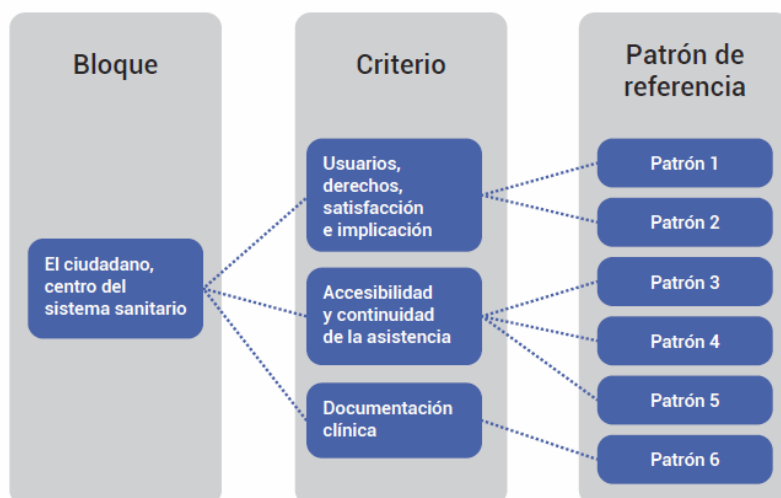 Bloque
Criterio
Patrón de
referencia
El ciudadano,
centro del
sistema sanitario
Usuarios,
derechos,
satisfacción
e implicación
Accesibilidad
y continuidad
de la asistencia
Documentación
clínica
Patrón 1
Patrón 2
Patrón 3
Patrón 4
Patrón 5
Patrón 6